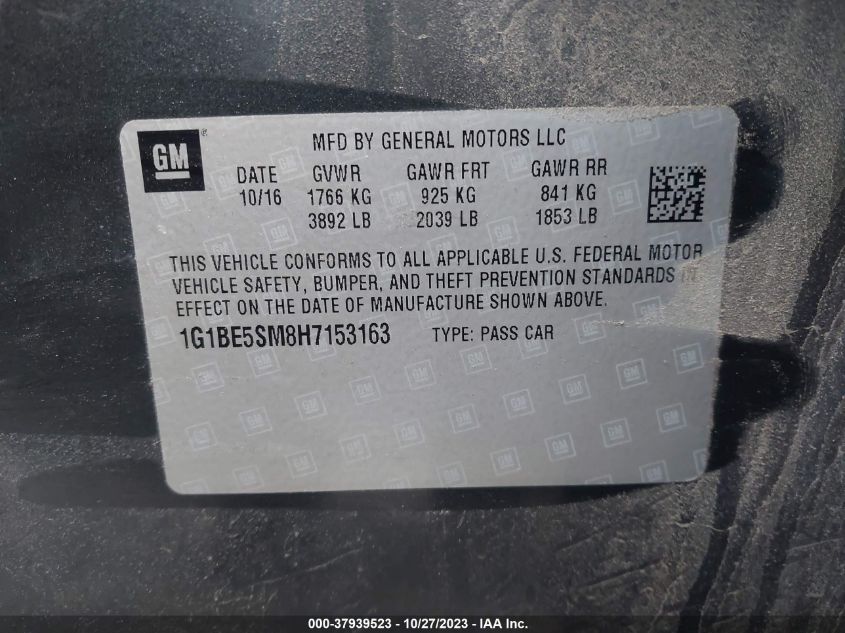 GM ®
MFD BY GENERAL MOTORS LLC
DATE GVWR GAWR FRT GAWR RR
10/16 1766 KG 925 KG 841 KG
3892 LB 2039 LB 1853 LB
THIS VEHICLE CONFORMS TO ALL APPLICABLE U.S. FEDERAL MOTOR
VEHICLE SAFETY, BUMPER, AND THEFT PREVENTION STANDARDS IN
EFFECT ON THE DATE OF MANUFACTURE SHOWN ABOVE.
1G1BE5SM8H7153163 TYPE: PASS CAR
000-37939523 - 10/27/2023 - IAA Inc.